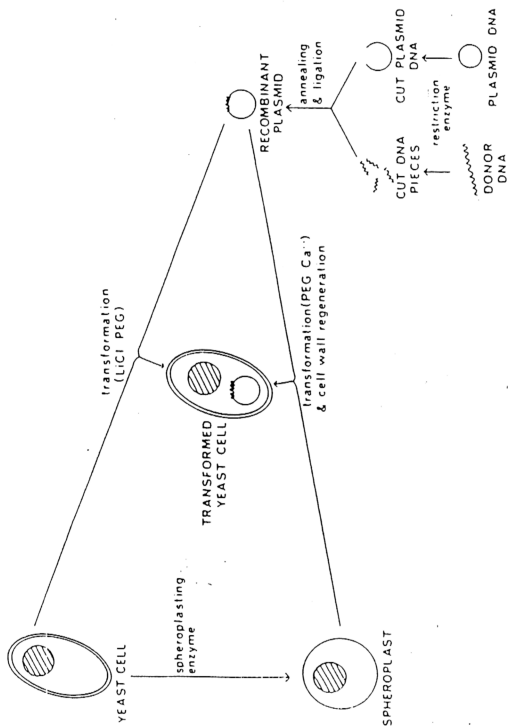 YEAST CELL
spheroplasting
enzyme
SPHEROPLAST
transformation
(LiCl PEG)
TRANSFORMED
YEAST CELL
transformation(PEG Ca⁺⁺)
& cell wall regeneration
RECOMBINANT
PLASMID
annealing
& ligation
CUT DNA
PIECES
CUT PLASMID
DNA
restriction
enzyme
DONOR
DNA
PLASMID DNA